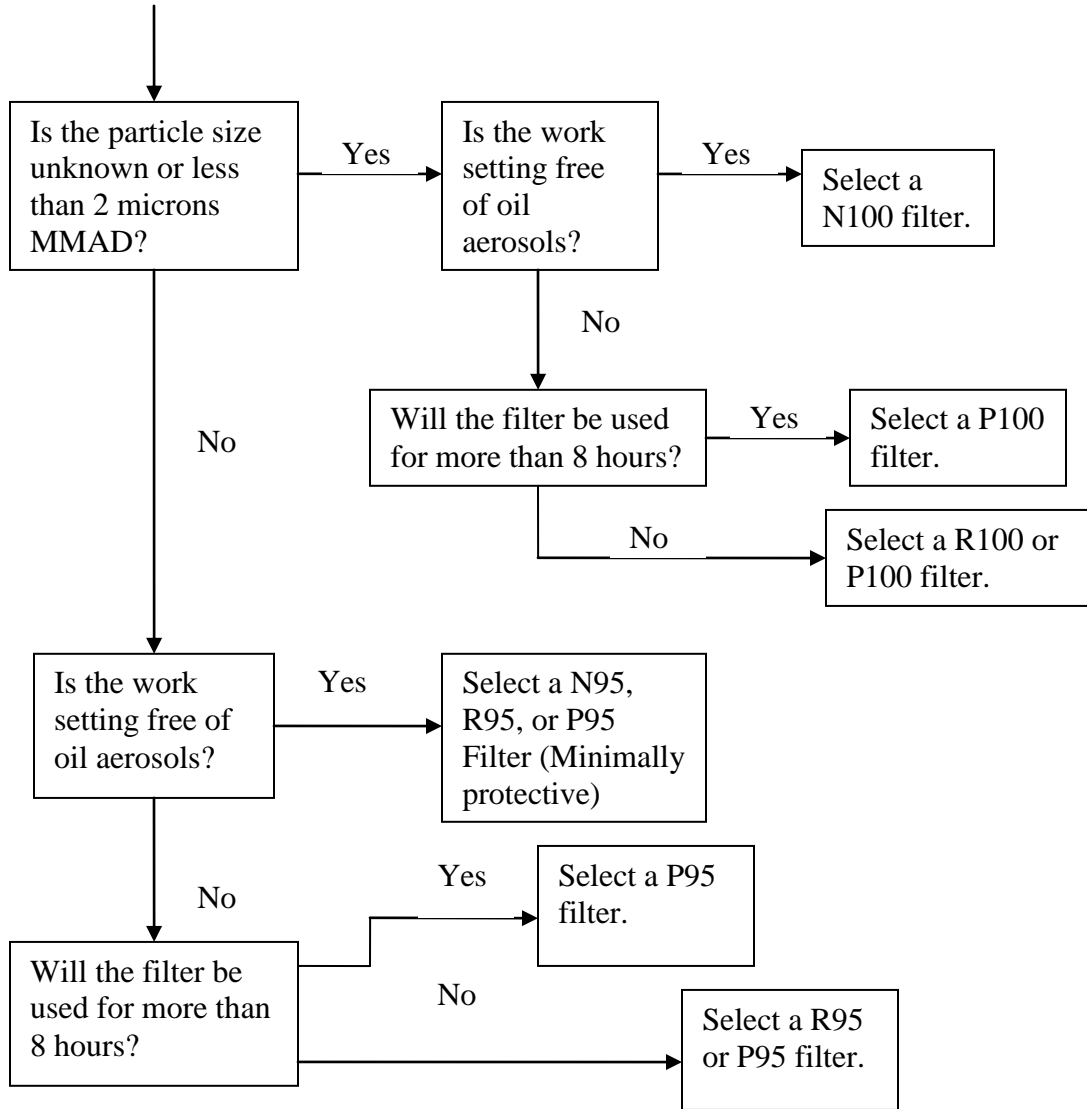 Is the particle size
unknown or less
than 2 microns
MMAD?
Yes
Is the work
setting free
of oil
aerosols?
Yes
Select a
N100 filter.
No
Will the filter be used
for more than 8 hours?
Yes
Select a P100
filter.
No
Select a R100 or
P100 filter.
No
Is the work
setting free of
oil aerosols?
Yes
Select a N95,
R95, or P95
Filter (Minimally
protective)
No
Will the filter be
used for more than
8 hours?
Yes
Select a P95
filter.
No
Select a R95
or P95 filter.